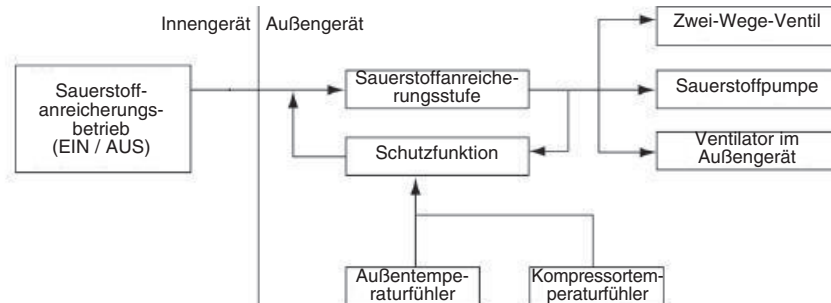 Innengerät
Außengerät
Zwei-Wege-Ventil
Sauerstoff-
anreicherungs-
betrieb
(EIN / AUS)
Sauerstoffanreiche-
rungsstufe
Sauerstoffpumpe
Schutzfunktion
Ventilator im
Außengerät
Außentempe-
raturfühler
Kompressortem-
peraturfühler